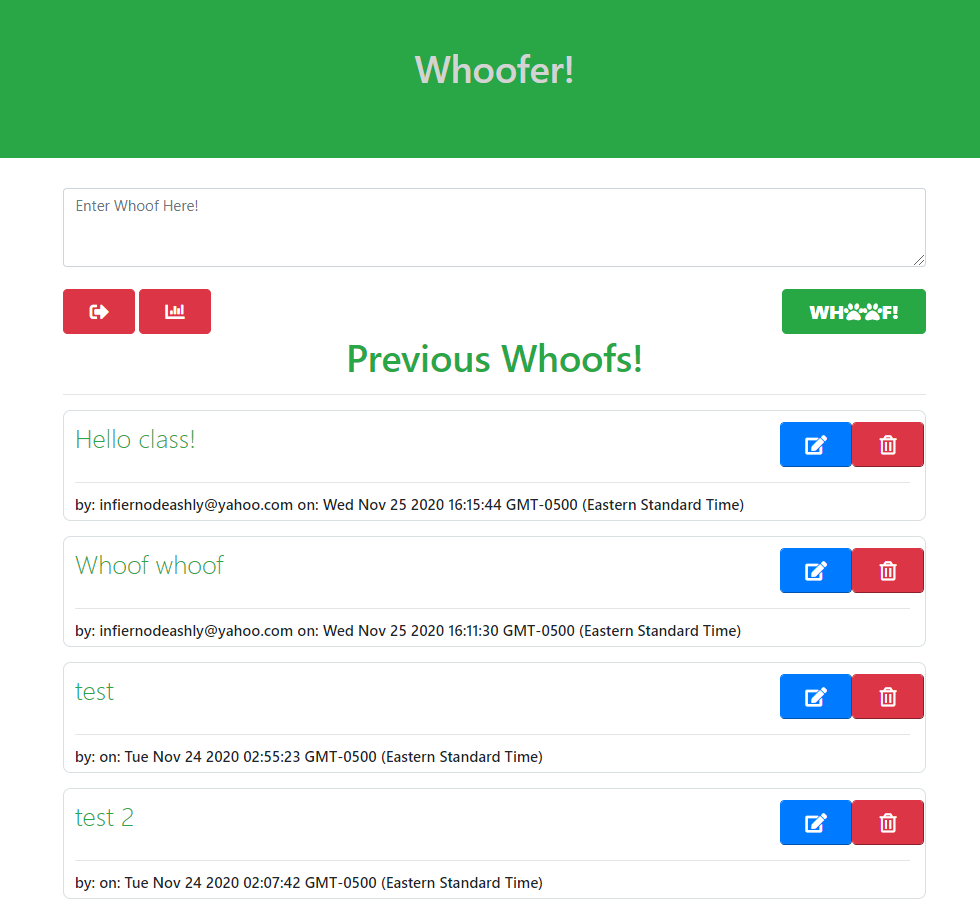 Whoofer!
Enter Whoof Here!
WH🐾🐾F!
Previous Whoofs!
Hello class!
by: infiernodeashly@yahoo.com on: Wed Nov 25 2020 16:15:44 GMT-0500 (Eastern Standard Time)
Whoof whoof
by: infiernodeashly@yahoo.com on: Wed Nov 25 2020 16:11:30 GMT-0500 (Eastern Standard Time)
test
by: on: Tue Nov 24 2020 02:55:23 GMT-0500 (Eastern Standard Time)
test 2
by: on: Tue Nov 24 2020 02:07:42 GMT-0500 (Eastern Standard Time)